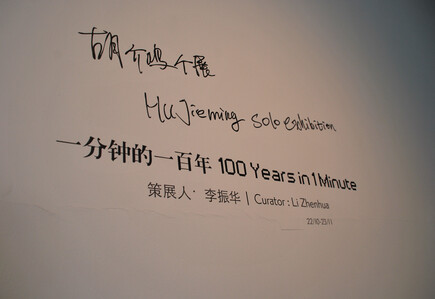 胡介鸣个展
Hu Jieming solo exhibition
一分钟的一百年 100 Years in 1 Minute
策展人·李振华 | Curator : Li Zhenhua
22/10-23/11